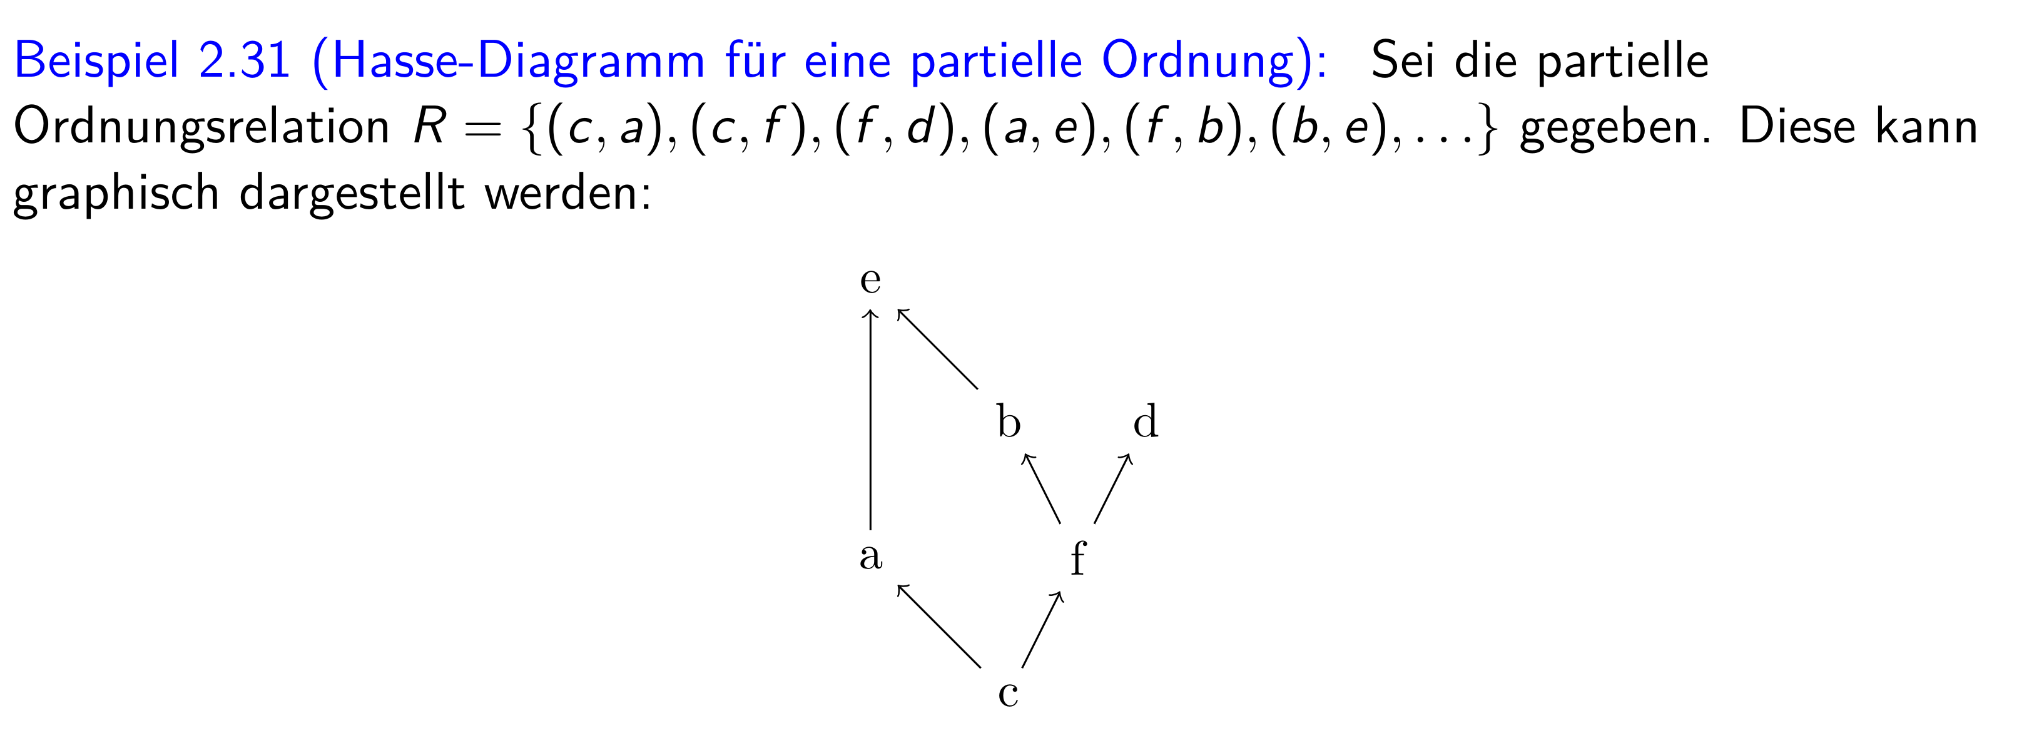 Beispiel 2.31 (Hasse-Diagramm für eine partielle Ordnung): Sei die partielle
Ordnungsrelation R = {(c, a), (c, f), (f, d), (a, e), (f, b), (b, e), . . .} gegeben. Diese kann
graphisch dargestellt werden:
e
b d
a f
c